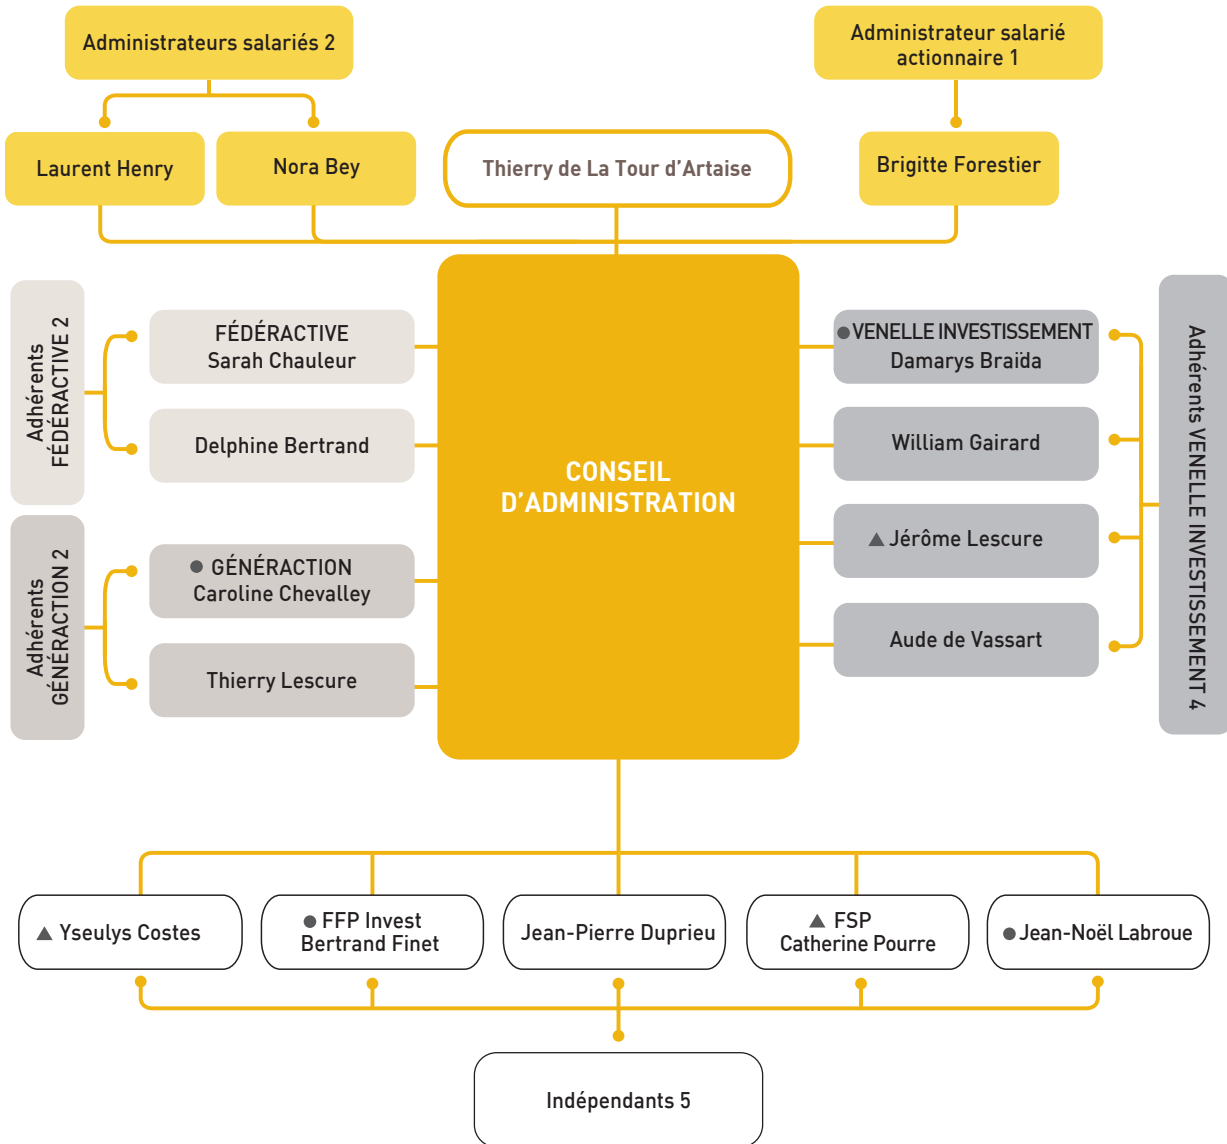 Administrateurs salariés 2
Administrateur salarié
actionnaire 1
Laurent Henry
Nora Bey
Thierry de La Tour d'Artaise
Brigitte Forestier
Adhérents
FÉDÉRACTIVE 2
FÉDÉRACTIVE
Sarah Chauleur
Delphine Bertrand
Adhérents
GÉNÉRACTION 2
GÉNÉRACTION
Caroline Chevalley
Thierry Lescure
CONSEIL
D'ADMINISTRATION
VENELLE INVESTISSEMENT
Damarys Braïda
William Gairard
Jérôme Lescure
Aude de Vassart
Adhérents VENELLE INVESTISSEMENT 4
Yseulys Costes
FFP Invest
Bertrand Finet
Jean-Pierre Duprieu
FSP
Catherine Pourre
Jean-Noël Labroue
Indépendants 5